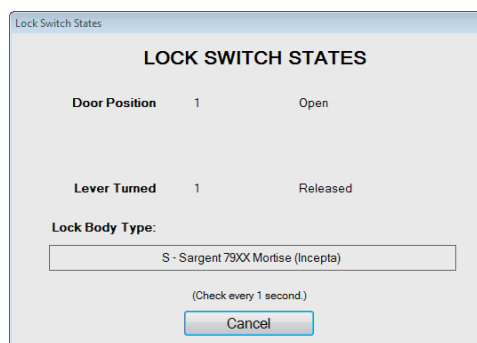 Lock Switch States
LOCK SWITCH STATES
Door Position 1 Open
Lever Turned 1 Released
Lock Body Type:
S - Sargent 79XX Mortise (Incepta)
(Check every 1 second.)
Cancel